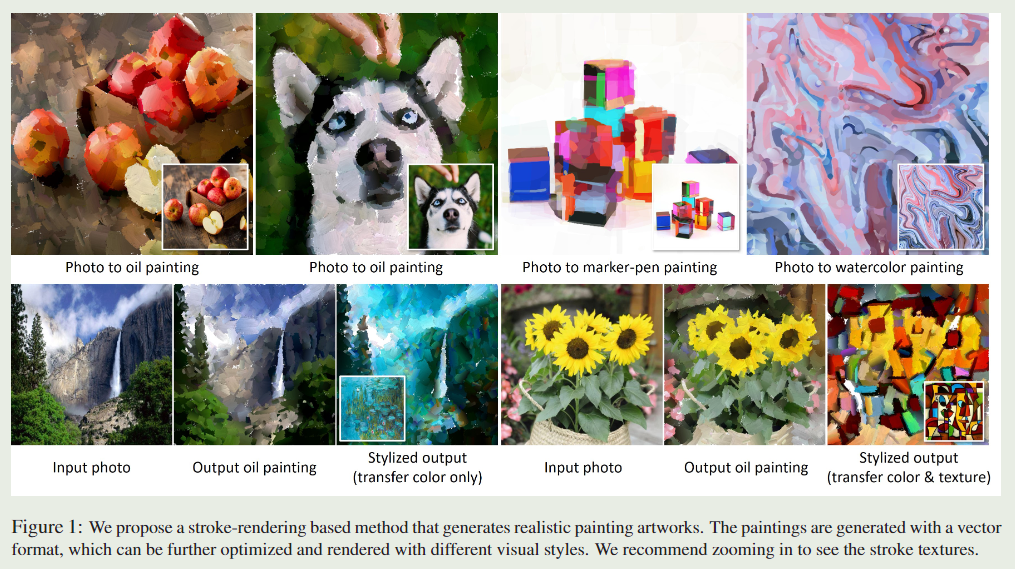 Photo to oil painting
Photo to oil painting
Photo to marker-pen painting
Photo to watercolor painting
Input photo
Output oil painting
Stylized output
(transfer color only)
Input photo
Output oil painting
Stylized output
(transfer color & texture)
Figure 1: We propose a stroke-rendering based method that generates realistic painting artworks. The paintings are generated with a vector
format, which can be further optimized and rendered with different visual styles. We recommend zooming in to see the stroke textures.